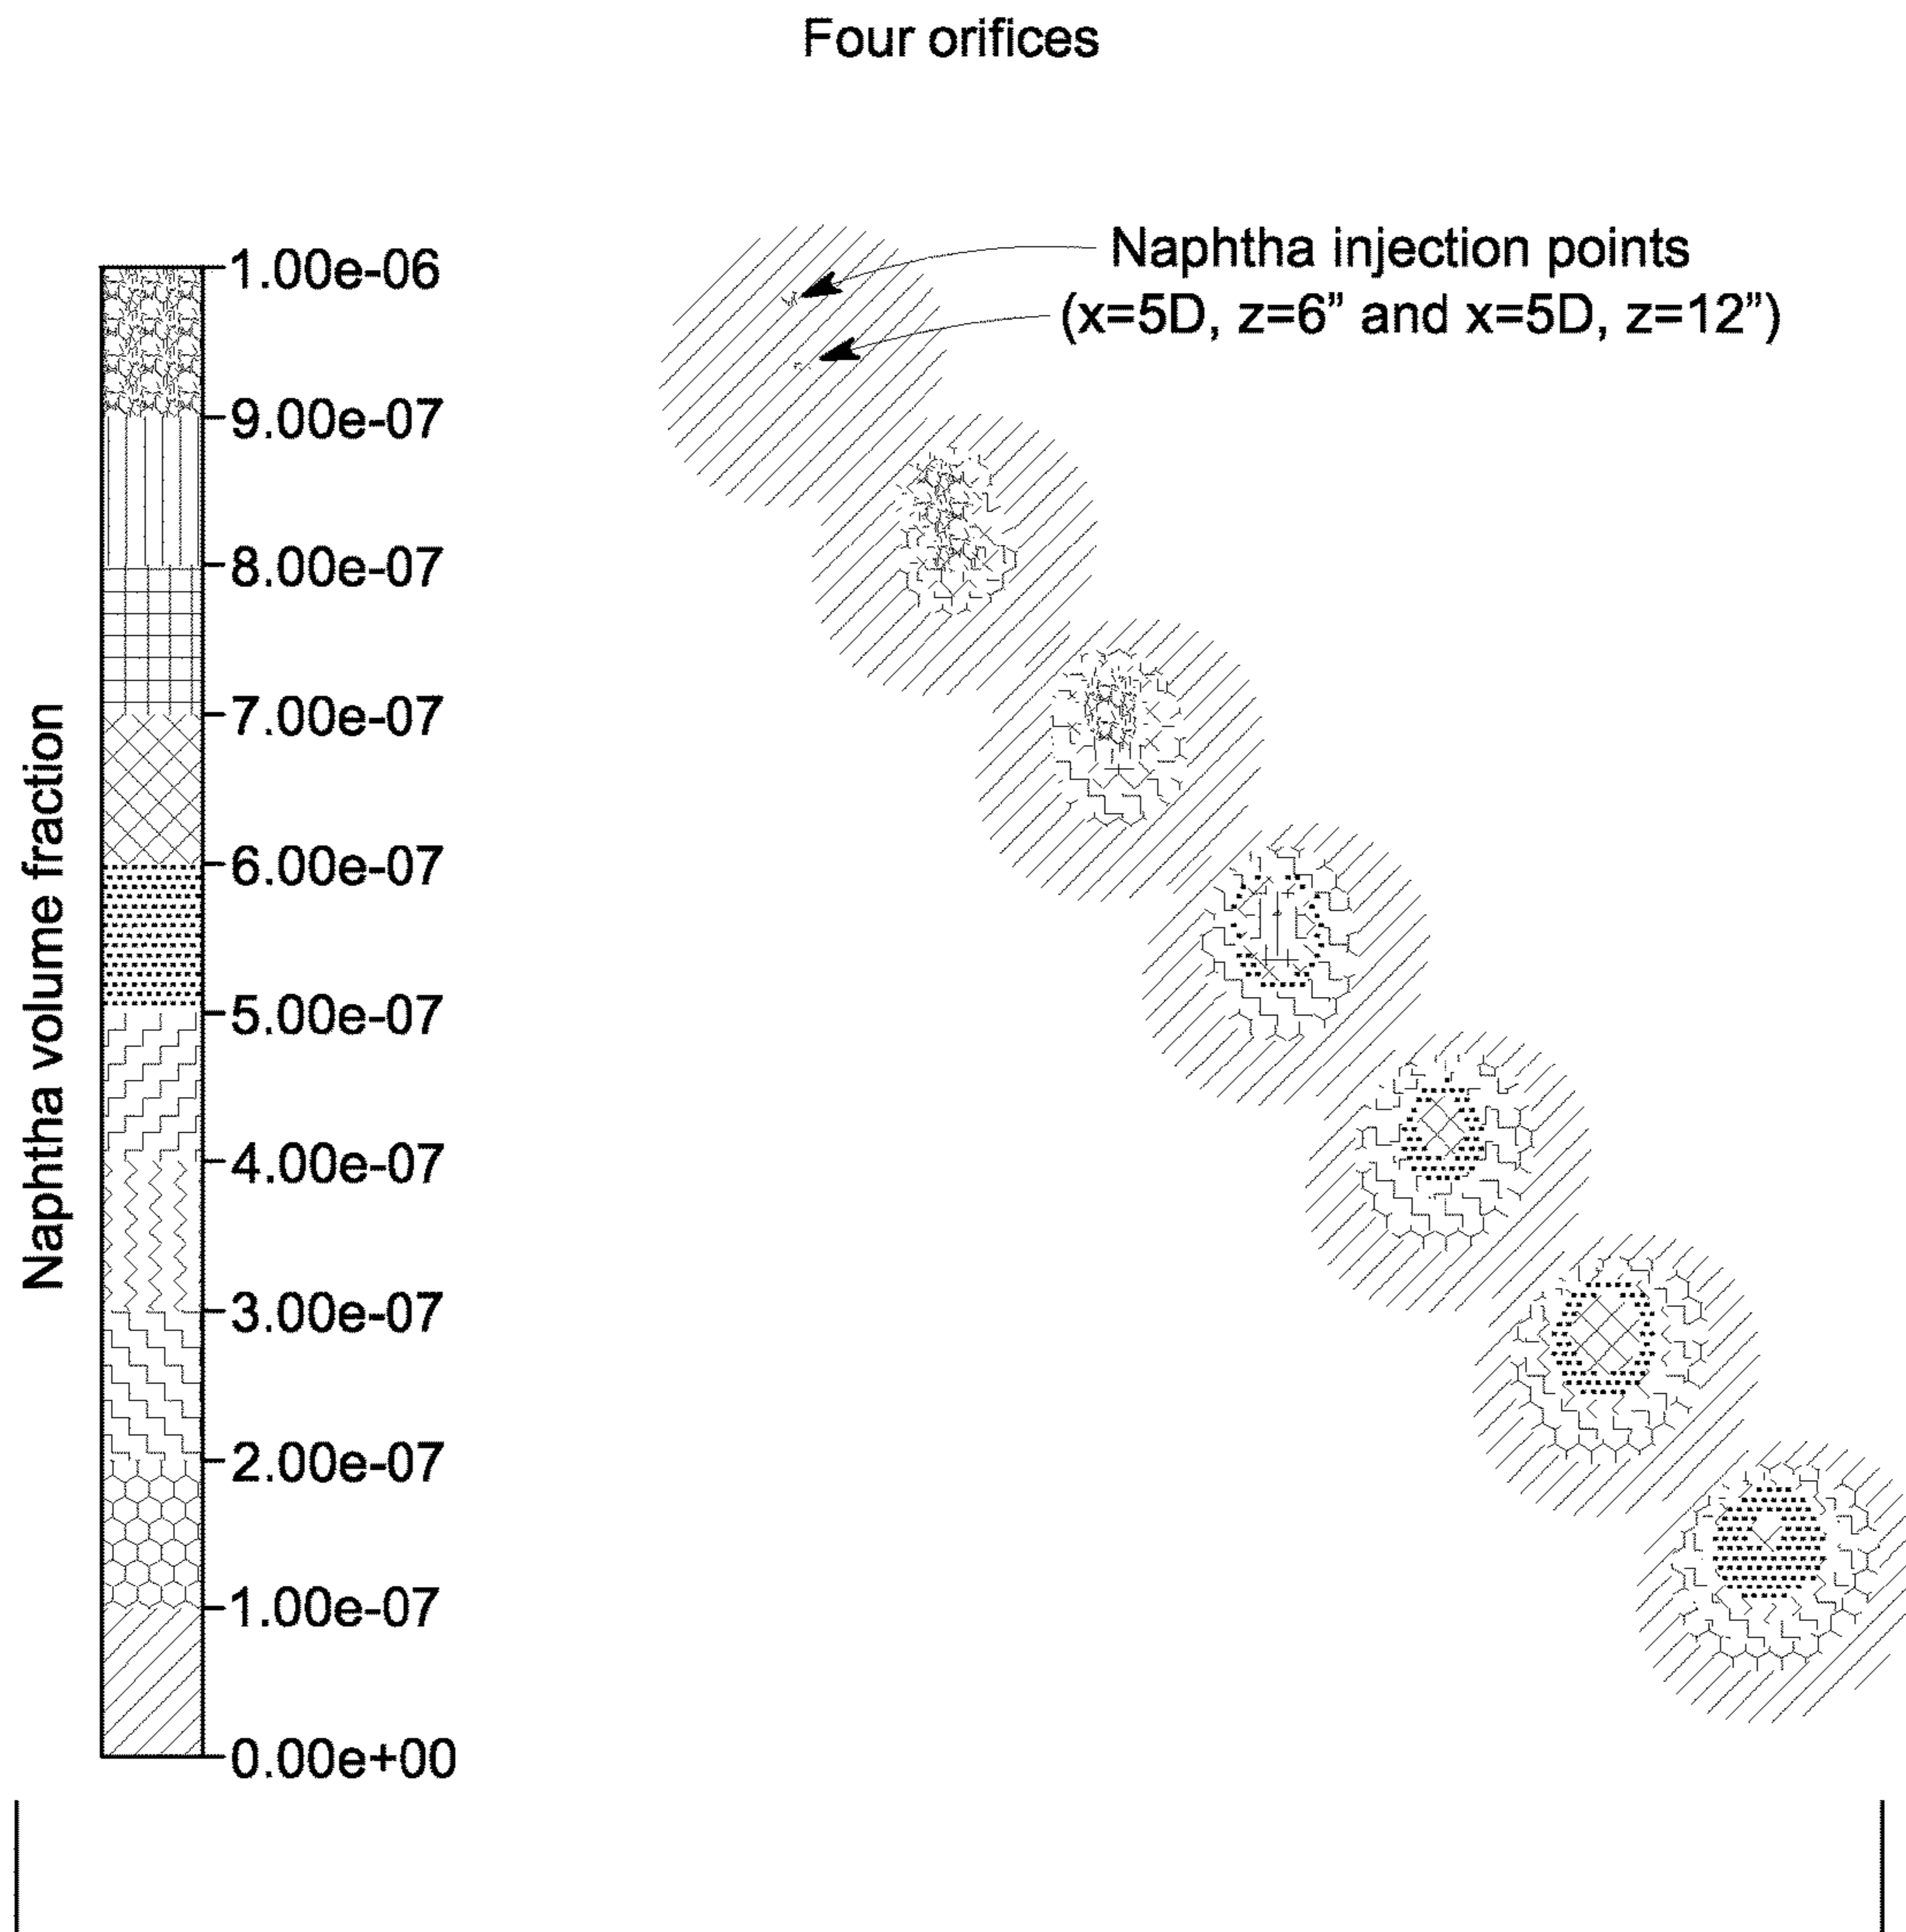 Four orifices
Naphtha injection points
(x=5D, z=6” and x=5D, z=12”)
Naphtha volume fraction
1.00e-06
9.00e-07
8.00e-07
7.00e-07
6.00e-07
5.00e-07
4.00e-07
3.00e-07
2.00e-07
1.00e-07
0.00e+00